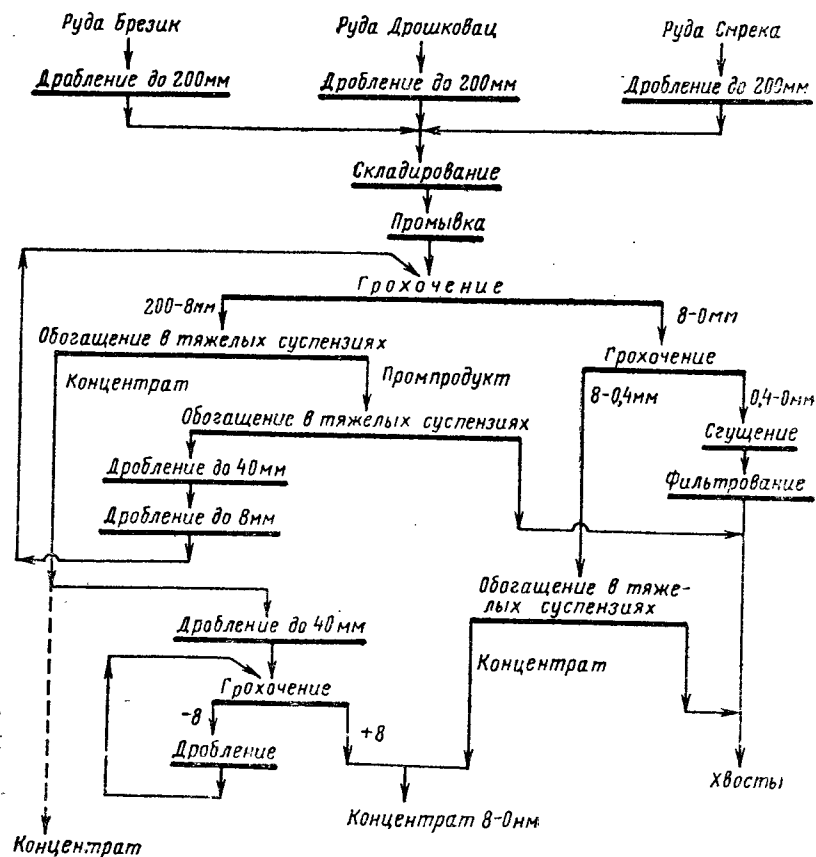 Руда Брезик
Руда Дрошковац
Руда Смрека
Дробление до 200мм
Дробление до 200мм
Дробление до 200мм
Складирование
Промывка
Грохочение
200-8мм
8-0мм
Обогащение в тяжелых суспензиях
Грохочение
Концентрат
Промпродукт
8-0,4мм
0,4-0мм
Обогащение в тяжелых суспензиях
Сгущение
Дробление до 40мм
Фильтрование
Дробление до 8мм
Обогащение в тяже-
лых суспензиях
Дробление до 40мм
Концентрат
Грохочение
-8
+8
Дробление
Хвосты
Концентрат 8-0мм
Концентрат